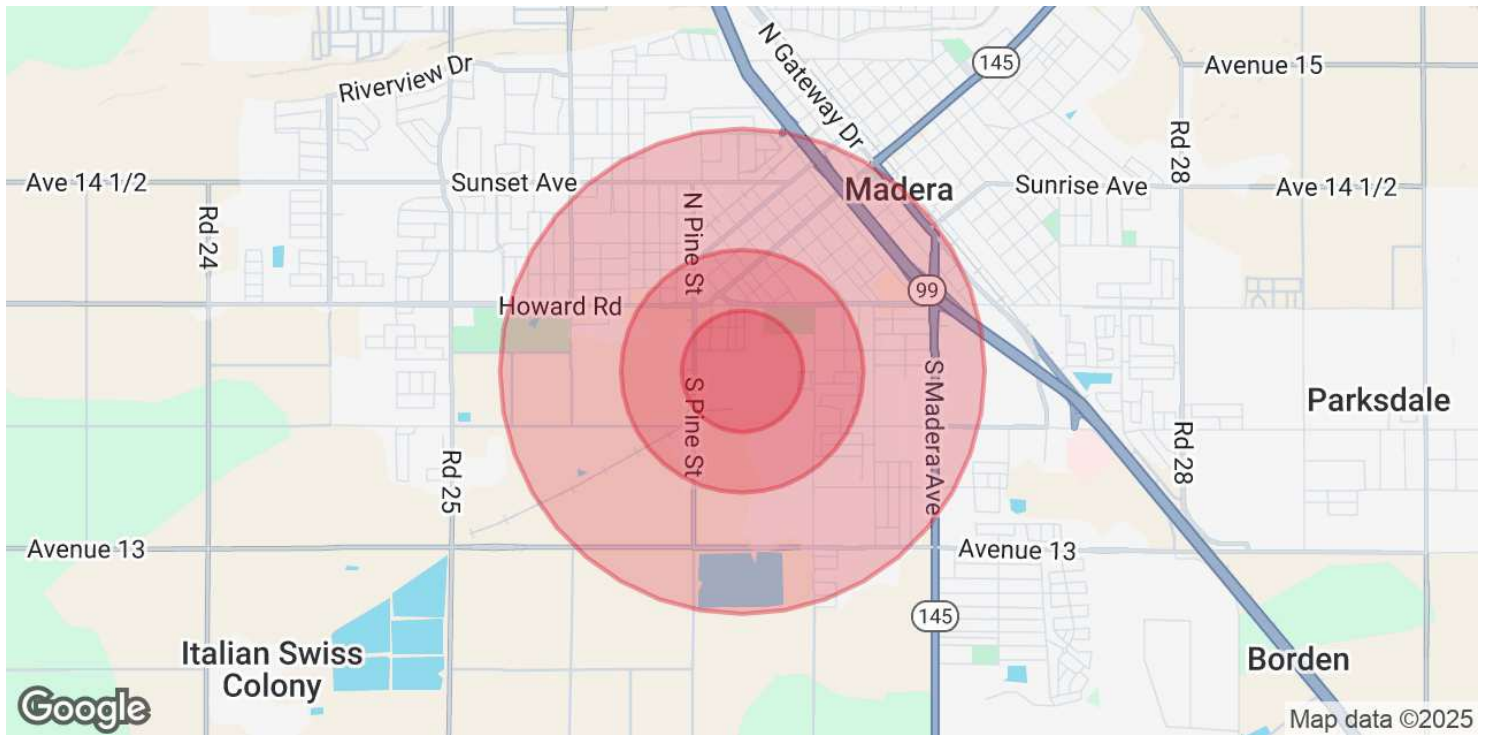 N Gateway Dr
145
Avenue 15
Riverview Dr
Rd 28
Ave 14 1/2
Sunset Ave
Madera
Sunrise Ave
Ave 14 1/2
Rd 24
N Pine St
99
Howard Rd
S Pine St
S Madera Ave
Parksdale
Rd 25
Rd 28
Avenue 13
Avenue 13
145
Italian Swiss
Colony
Borden
Google
Map data ©2025